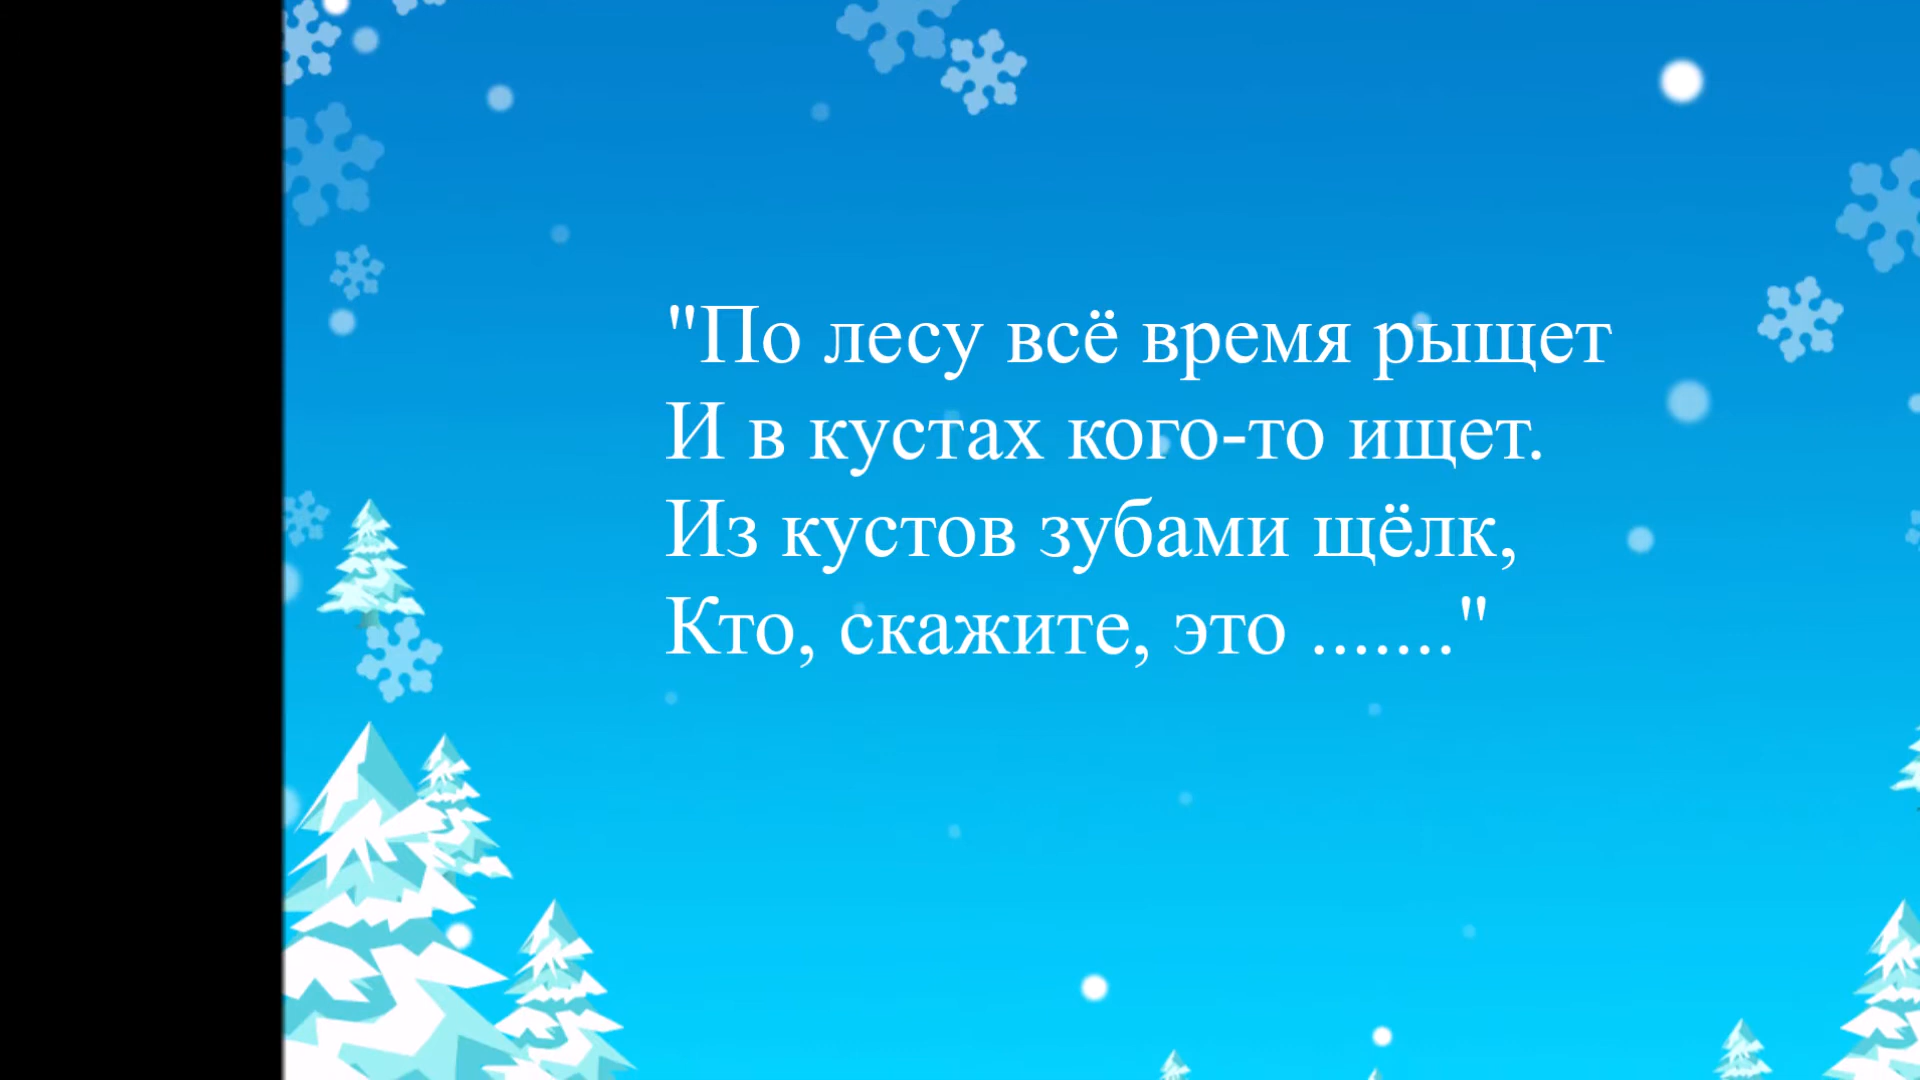 "По лесу всё время рыщет
И в кустах кого-то ищет.
Из кустов зубами щёлк,
Кто, скажите, это ......."